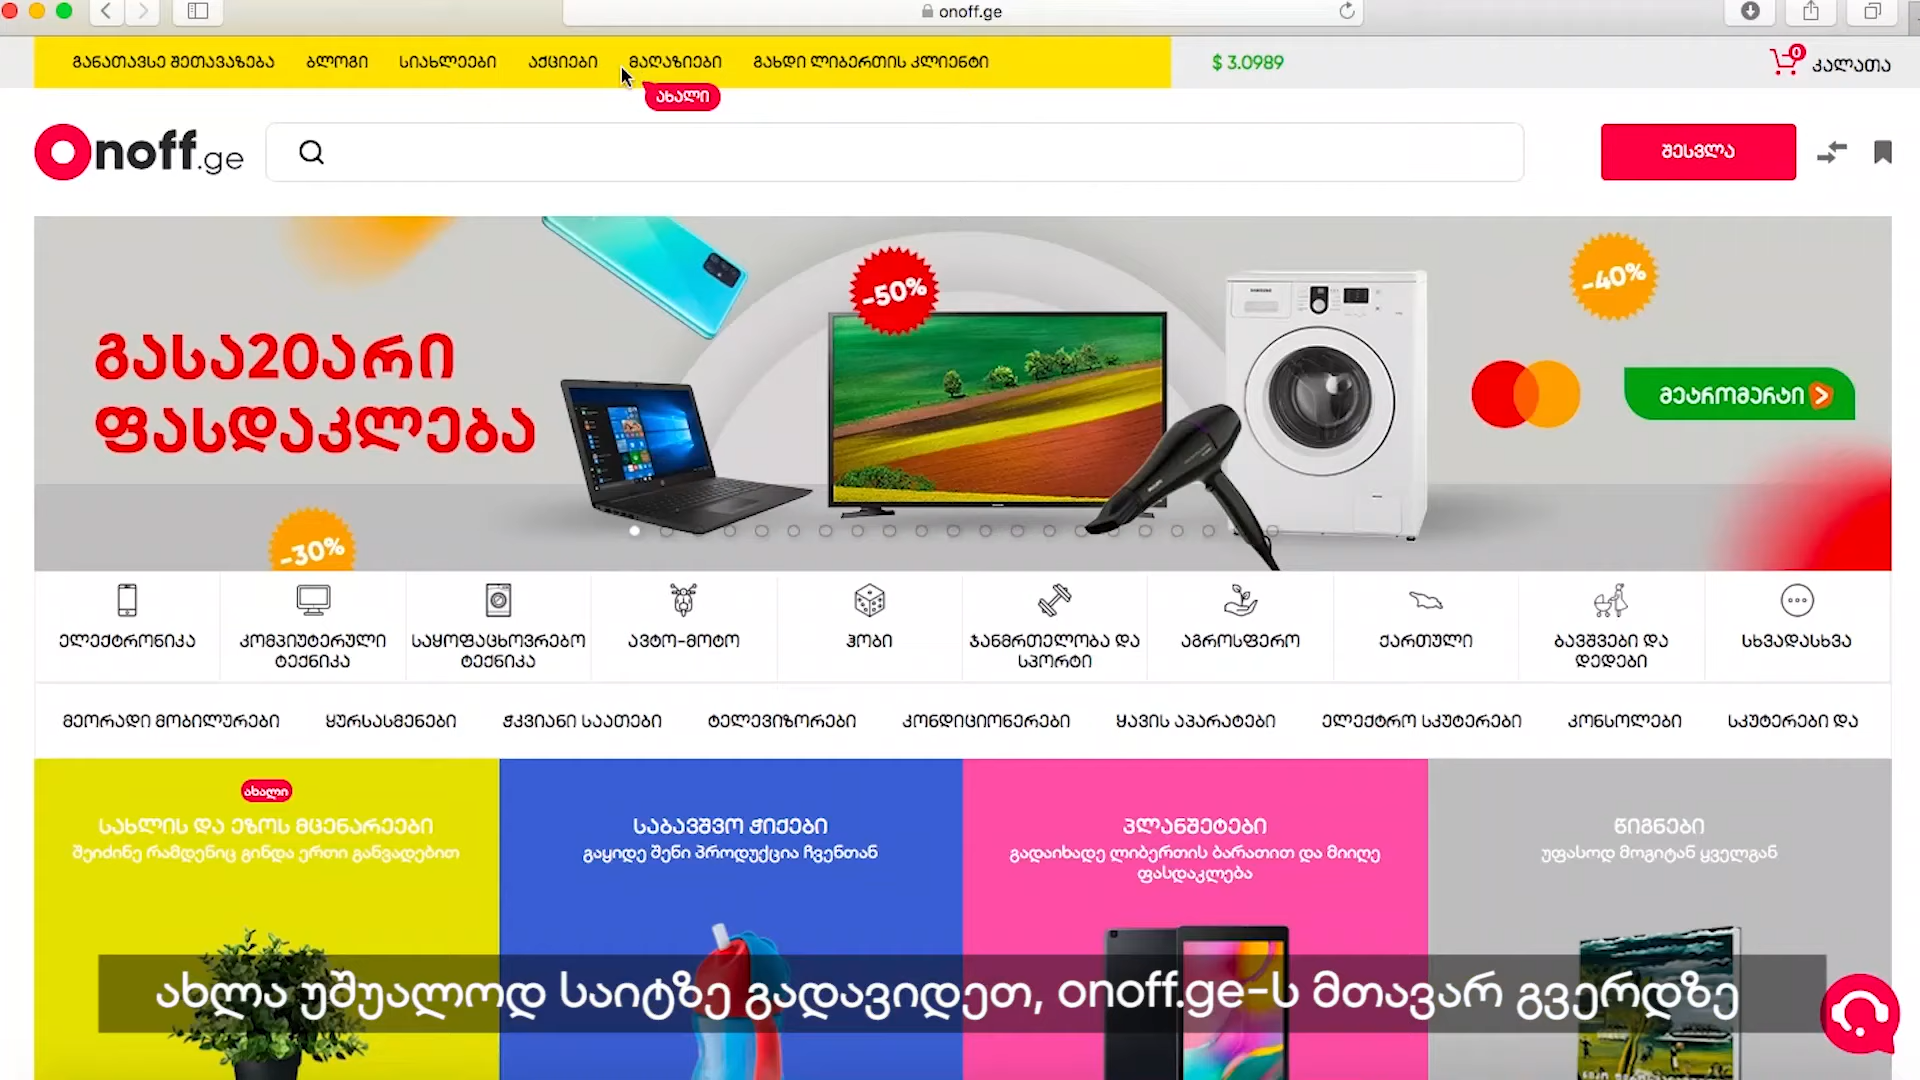 onoff.ge
განათავსე შეთავაზება ბლოგი სიახლეები აქციები მაღაზიები გახდი ლიბერთის კლიენტი
$ 3.0989
0 კალათა
ახალი
Onoff.ge
შესვლა
-50%
-40%
გასა20არი
ფასდაკლება
მეტრომარტი
-30%
ელექტრონიკა
კომპიუტერული
ტექნიკა
საყოფაცხოვრებო
ტექნიკა
ავტო-მოტო
ჰობი
ჯანმრთელობა და
სპორტი
აგროსფერო
ქართული
ბავშვები და
დედები
სხვადასხვა
მეორადი მობილურები ყურსასმენები ჭკვიანი საათები ტელევიზორები კონდიციონერები ყავის აპარატები ელექტრო სკუტერები კონსოლები სკუტერები და
ახალი
სახლის და ეზოს მცენარეები
შეიძინე რამდენიც გინდა ერთი განვადებით
საბავშვო ჭიქები
გაყიდე შენი პროდუქცია ჩვენთან
პლანშეტები
გადაიხადე ლიბერთის ბარათით და მიიღე
ფასდაკლება
წიგნები
უფასოდ მოგიტან ყველგან
ახლა უშუალოდ საიტზე გადავიდეთ, onoff.ge-ს მთავარ გვერდზე